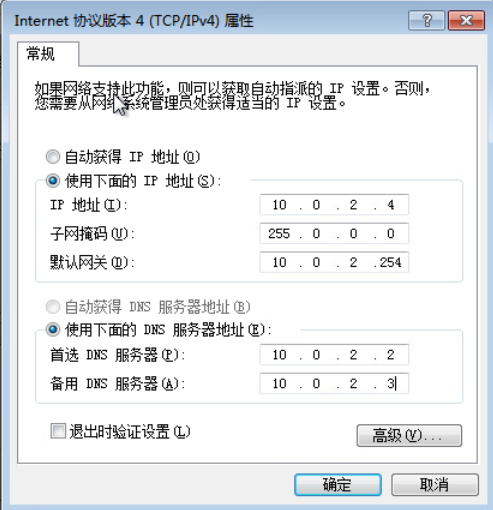 Internet 协议版本 4 (TCP/IPv4) 属性
常规
如果网络支持此功能，则可以获取自动指派的 IP 设置。否则，
您需要从网络系统管理员处获得适当的 IP 设置。
自动获得 IP 地址(O)
使用下面的 IP 地址(S):
IP 地址(I): 10 . 0 . 2 . 4
子网掩码(U): 255 . 0 . 0 . 0
默认网关(D): 10 . 0 . 2 .254
自动获得 DNS 服务器地址(B)
使用下面的 DNS 服务器地址(E):
首选 DNS 服务器(P): 10 . 0 . 2 . 2
备用 DNS 服务器(A): 10 . 0 . 2 . 3
退出时验证设置(L)
高级(V)...
确定 取消